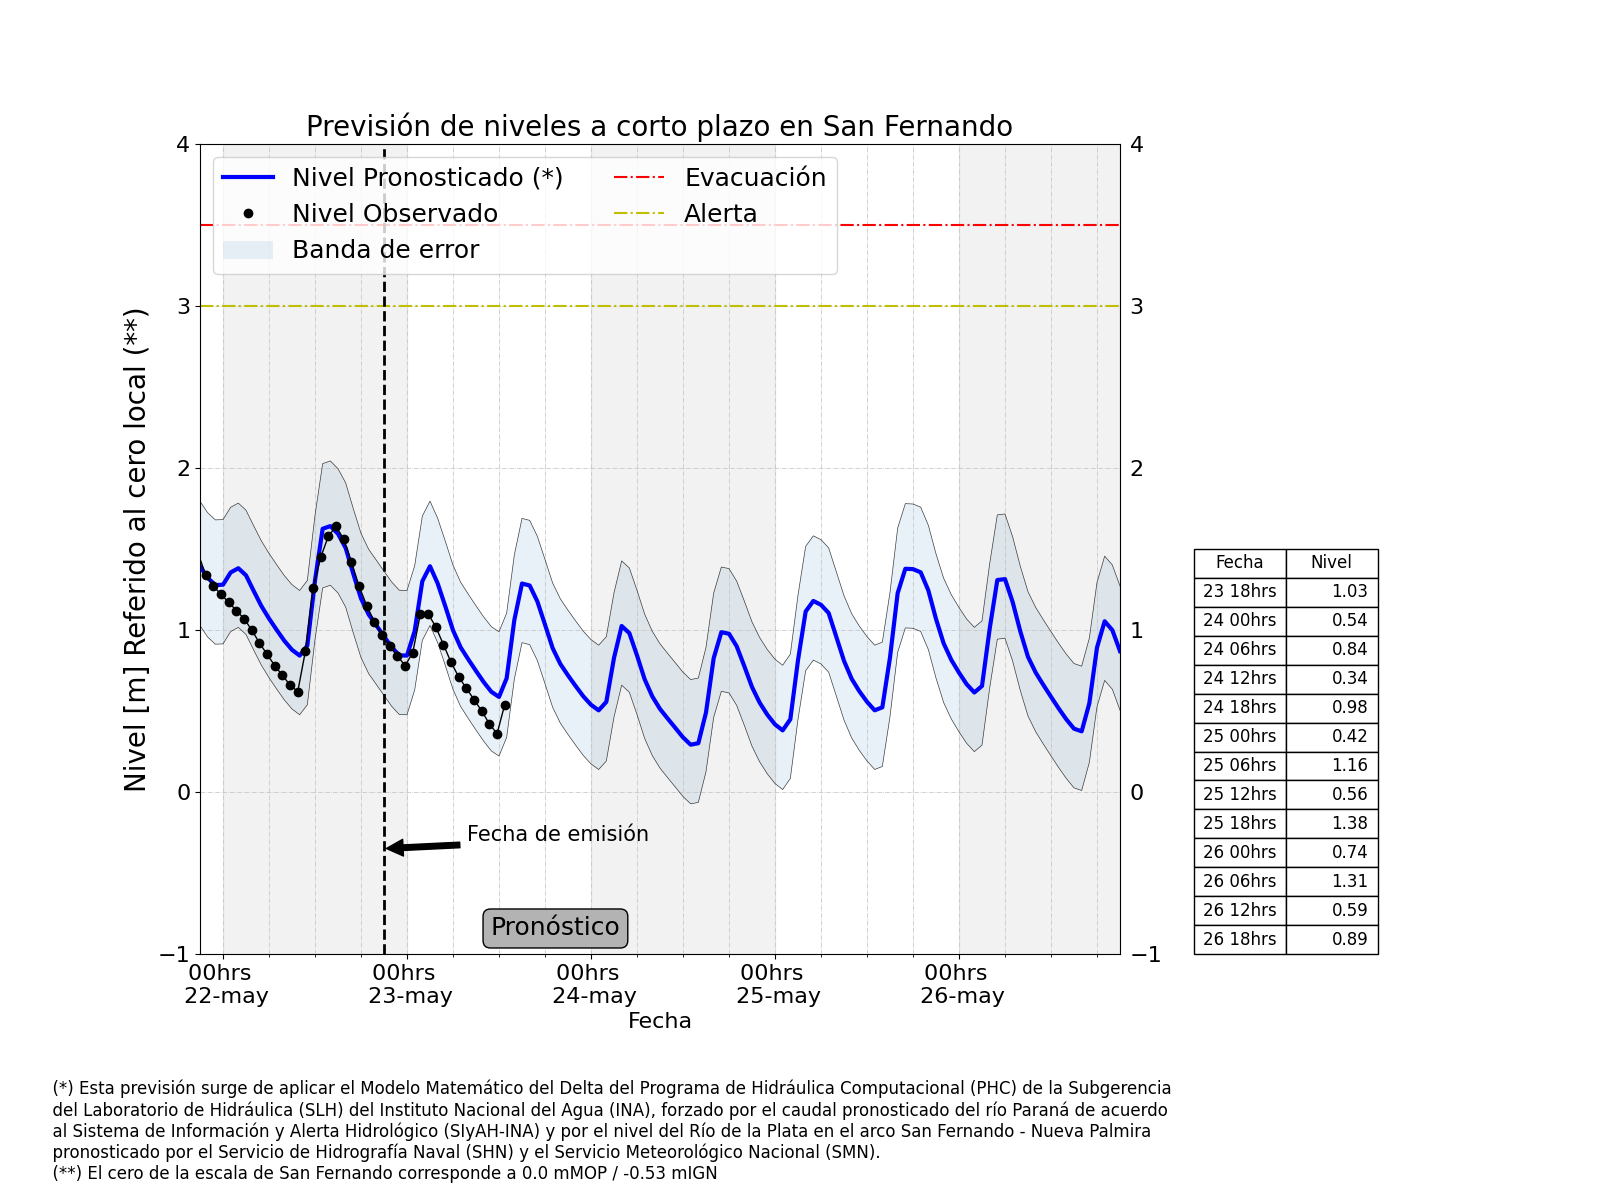 Previsión de niveles a corto plazo en San Fernando
Nivel Pronosticado (*)
Nivel Observado
Banda de error
Evacuación
Alerta
Nivel [m] Referido al cero local (**)
4
3
2
1
0
−1
4
3
2
1
0
−1
Fecha de emisión
Pronóstico
00hrs
22-may
00hrs
23-may
00hrs
24-may
00hrs
25-may
00hrs
26-may
Fecha
Fecha Nivel
23 18hrs 1.03
24 00hrs 0.54
24 06hrs 0.84
24 12hrs 0.34
24 18hrs 0.98
25 00hrs 0.42
25 06hrs 1.16
25 12hrs 0.56
25 18hrs 1.38
26 00hrs 0.74
26 06hrs 1.31
26 12hrs 0.59
26 18hrs 0.89
(*) Esta previsión surge de aplicar el Modelo Matemático del Delta del Programa de Hidráulica Computacional (PHC) de la Subgerencia
del Laboratorio de Hidráulica (SLH) del Instituto Nacional del Agua (INA), forzado por el caudal pronosticado del río Paraná de acuerdo
al Sistema de Información y Alerta Hidrológico (SIyAH-INA) y por el nivel del Río de la Plata en el arco San Fernando - Nueva Palmira
pronosticado por el Servicio de Hidrografía Naval (SHN) y el Servicio Meteorológico Nacional (SMN).
(**) El cero de la escala de San Fernando corresponde a 0.0 mMOP / -0.53 mIGN